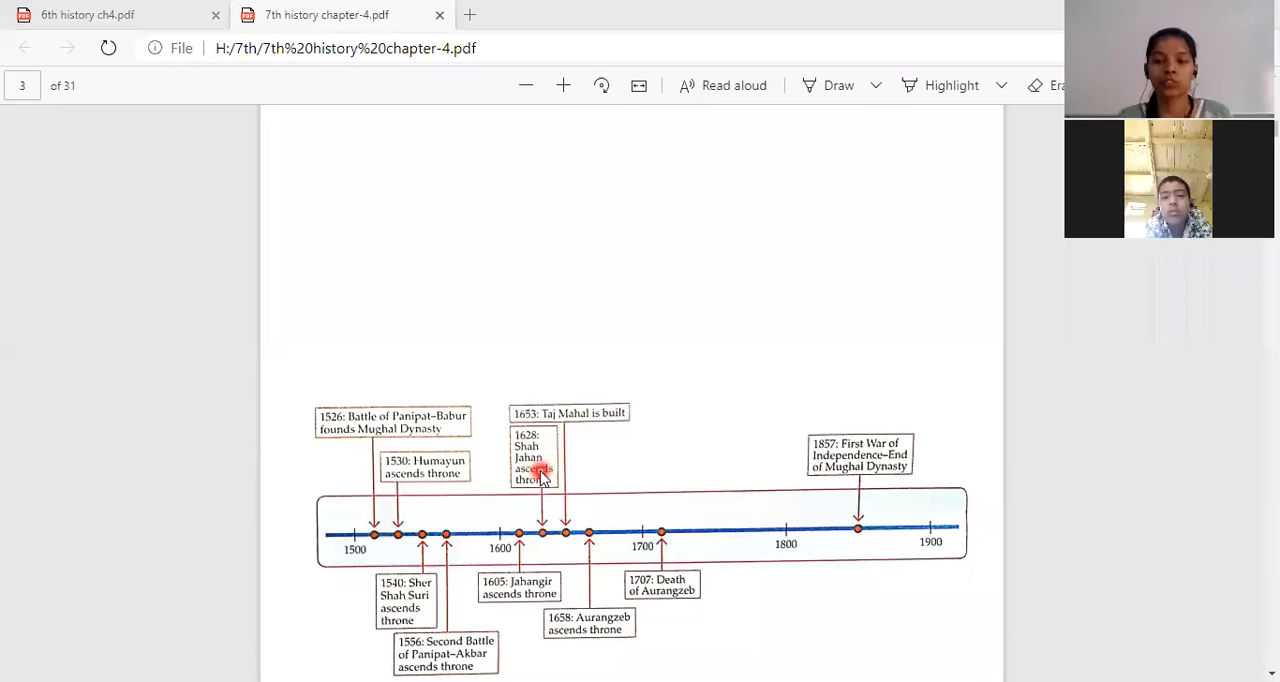 6th history ch4.pdf
7th history chapter-4.pdf
File
H:/7th/7th%20history%20chapter-4.pdf
3
of 31
Read aloud
Draw
Highlight
1526: Battle of Panipat–Babur
founds Mughal Dynasty
1530: Humayun
ascends throne
1653: Taj Mahal is built
1628:
Shah
Jahan
ascends
throne
1857: First War of
Independence–End
of Mughal Dynasty
1500
1600
1700
1800
1900
1540: Sher
Shah Suri
ascends
throne
1556: Second Battle
of Panipat–Akbar
ascends throne
1605: Jahangir
ascends throne
1658: Aurangzeb
ascends throne
1707: Death
of Aurangzeb